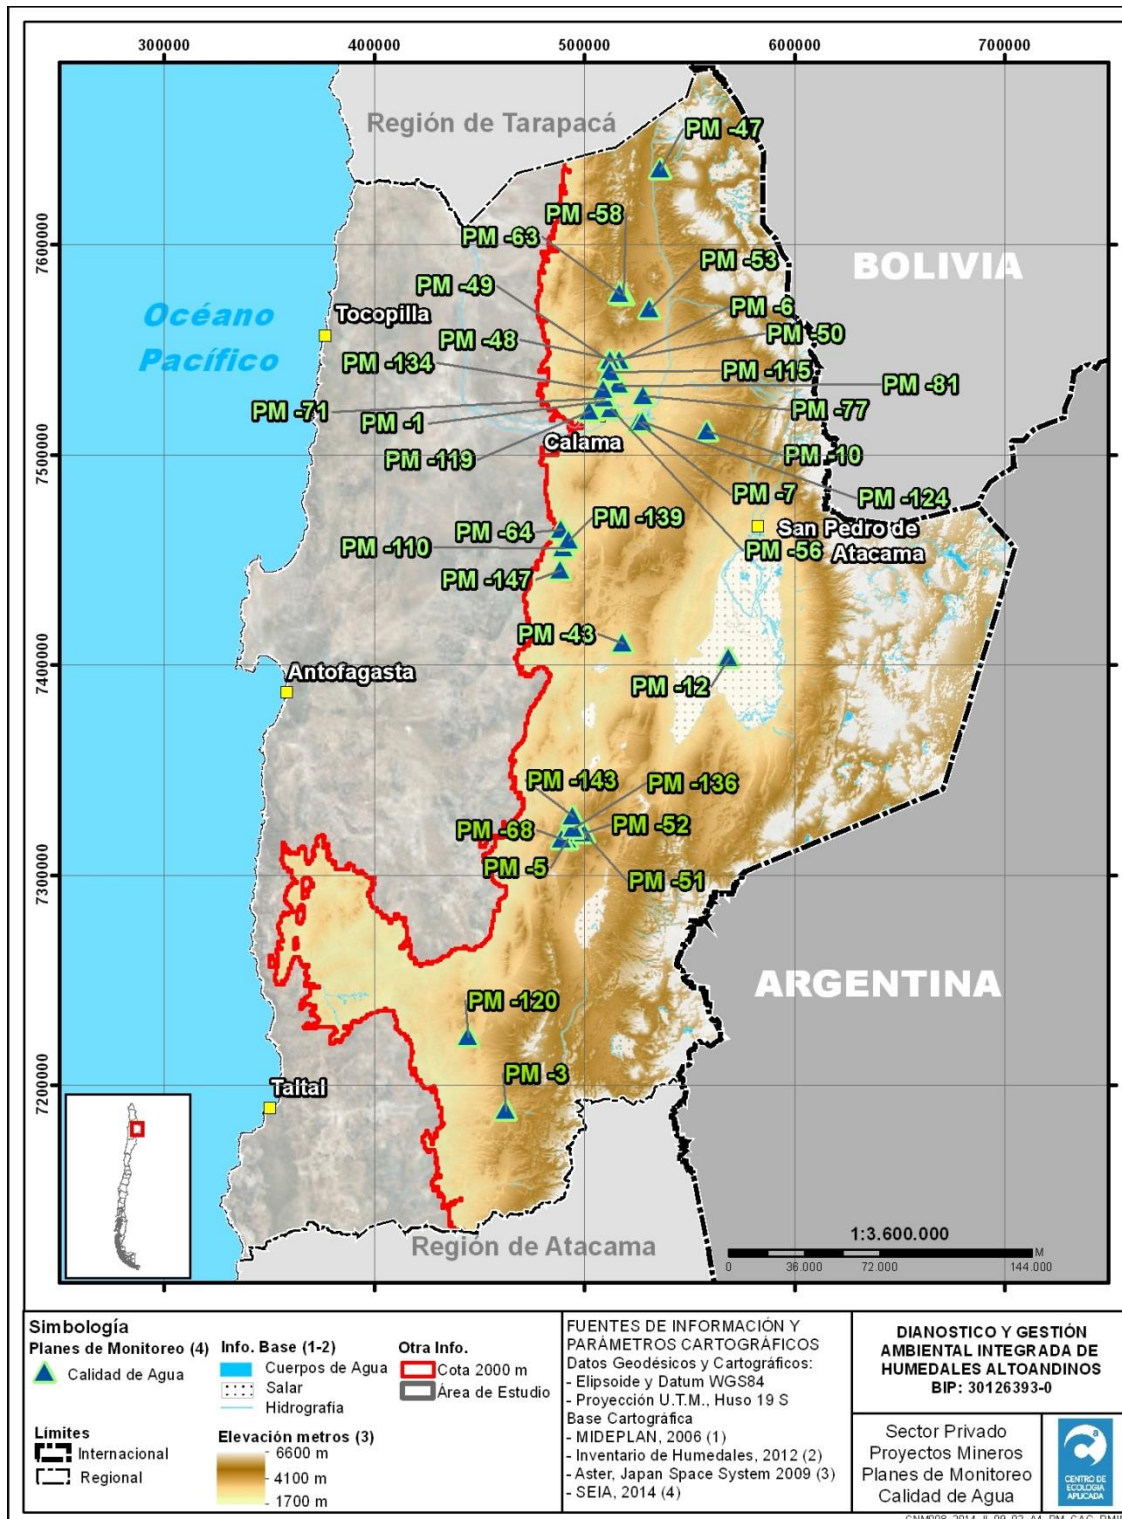 300000
400000
500000
600000
700000
Región de Tarapacá
PM -47
PM -58
PM -63
7600000
PM -53
BOLIVIA
PM -49
PM -6
Océano
Pacífico
Tocopilla
PM -48
PM -50
PM -134
PM -115
PM -81
PM -71
PM -1
PM -77
Calama
PM -119
PM -10
7500000
PM -7
PM -124
PM -64
PM -139
San Pedro de
Atacama
PM -110
PM -56
PM -147
PM -43
7400000
Antofagasta
PM -12
PM -143
PM -136
PM -68
PM -52
PM -5
PM -51
7300000
ARGENTINA
PM -120
PM -3
7200000
Taltal
Región de Atacama
1:3.600.000
M
0
36.000
72.000
144.000
Simbología
Planes de Monitoreo (4)
Calidad de Agua
Info. Base (1-2)
Cuerpos de Agua
Salar
Hidrografía
Otra Info.
Cota 2000 m
Área de Estudio
Límites
Internacional
Regional
Elevación metros (3)
6600 m
4100 m
1700 m
FUENTES DE INFORMACIÓN Y
PARÁMETROS CARTOGRÁFICOS
Datos Geodésicos y Cartográficos:
- Elipsoide y Datum WGS84
- Proyección U.T.M., Huso 19 S
Base Cartográfica
- MIDEPLAN, 2006 (1)
- Inventario de Humedales, 2012 (2)
- Aster, Japan Space System 2009 (3)
- SEIA, 2014 (4)
DIANOSTICO Y GESTIÓN
AMBIENTAL INTEGRADA DE
HUMEDALES ALTOANDINOS
BIP: 30126393-0
Sector Privado
Proyectos Mineros
Planes de Monitoreo
Calidad de Agua
CENTRO DE
ECOLOGÍA
APLICADA